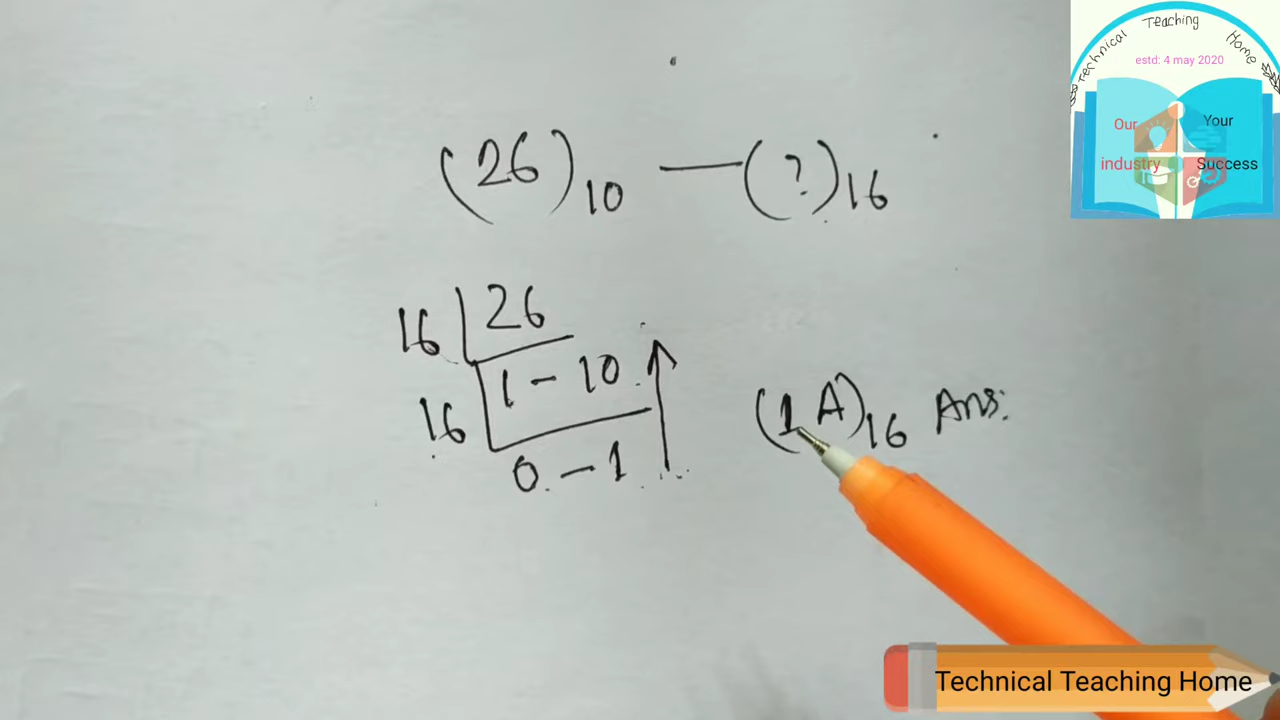 Technical Teaching Home
estd: 4 may 2020
Our Your
industry Success
(26)10 — (?)16
16 26
16 1 - 10
0 - 1
(1A)16 Ans:
Technical Teaching Home